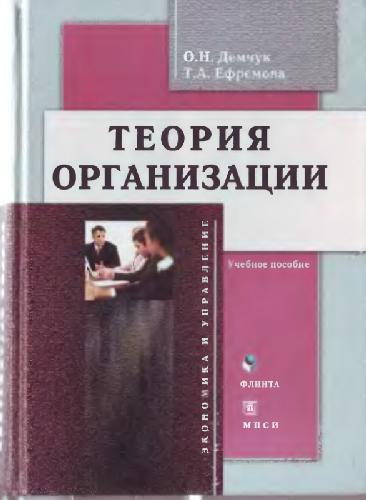 О.Н. Демчук
Т.А. Ефремова
ТЕОРИЯ
ОРГАНИЗАЦИИ
ЭКОНОМИКА И УПРАВЛЕНИЕ
Учебное пособие
ФЛИНТА
МПСИ